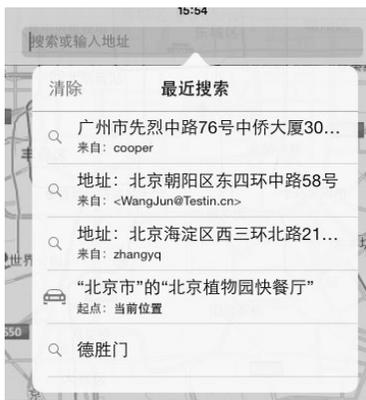 15:54
搜索或输入地址
清除 最近搜索
广州市先烈中路76号中侨大厦30...
来自：cooper
地址：北京朝阳区东四环中路58号
来自：<WangJun@Testin.cn>
地址：北京海淀区西三环北路21...
来自：zhangyq
“北京市”的“北京植物园快餐厅”
起点：当前位置
德胜门